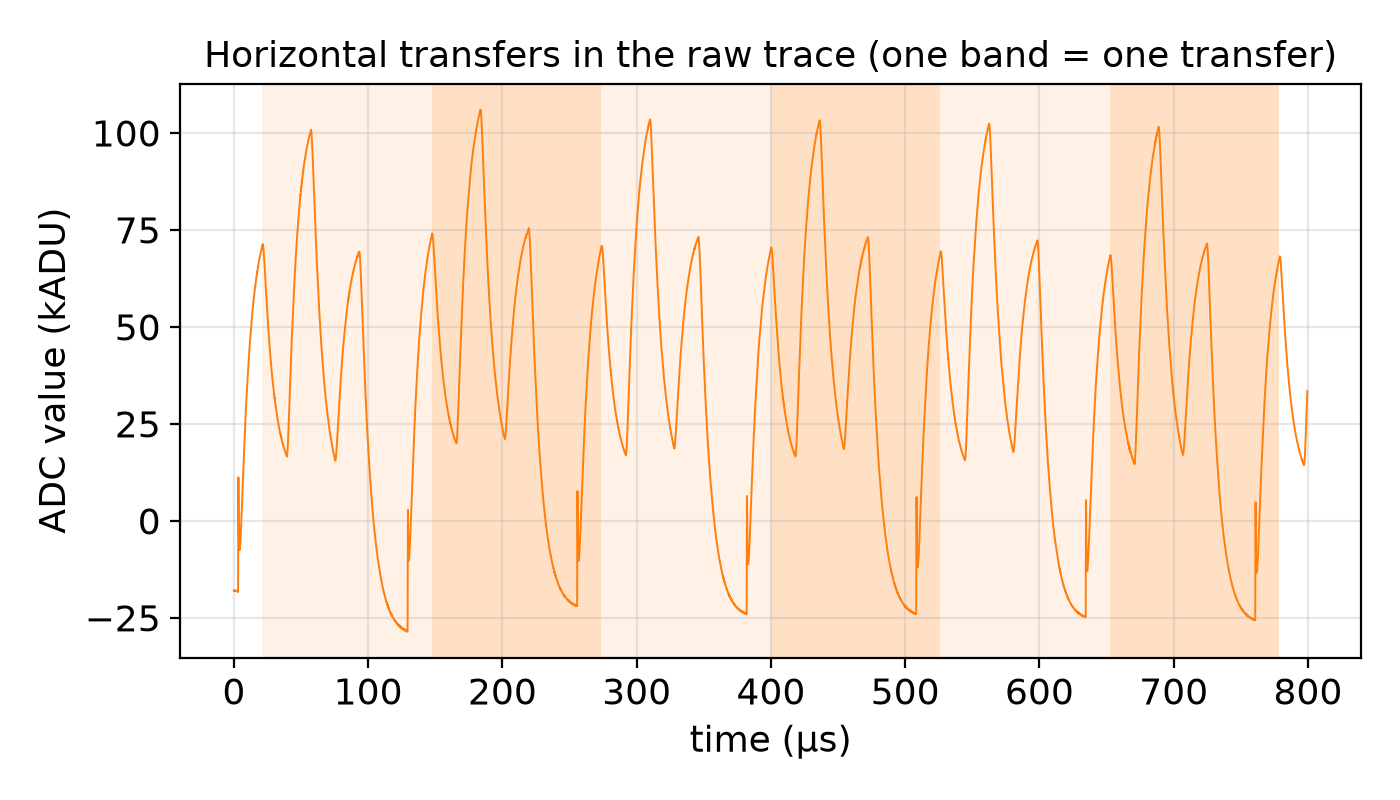 Horizontal transfers in the raw trace (one band = one transfer)
ADC value (kADU)
100
75
50
25
0
−25
0 100 200 300 400 500 600 700 800
time (µs)